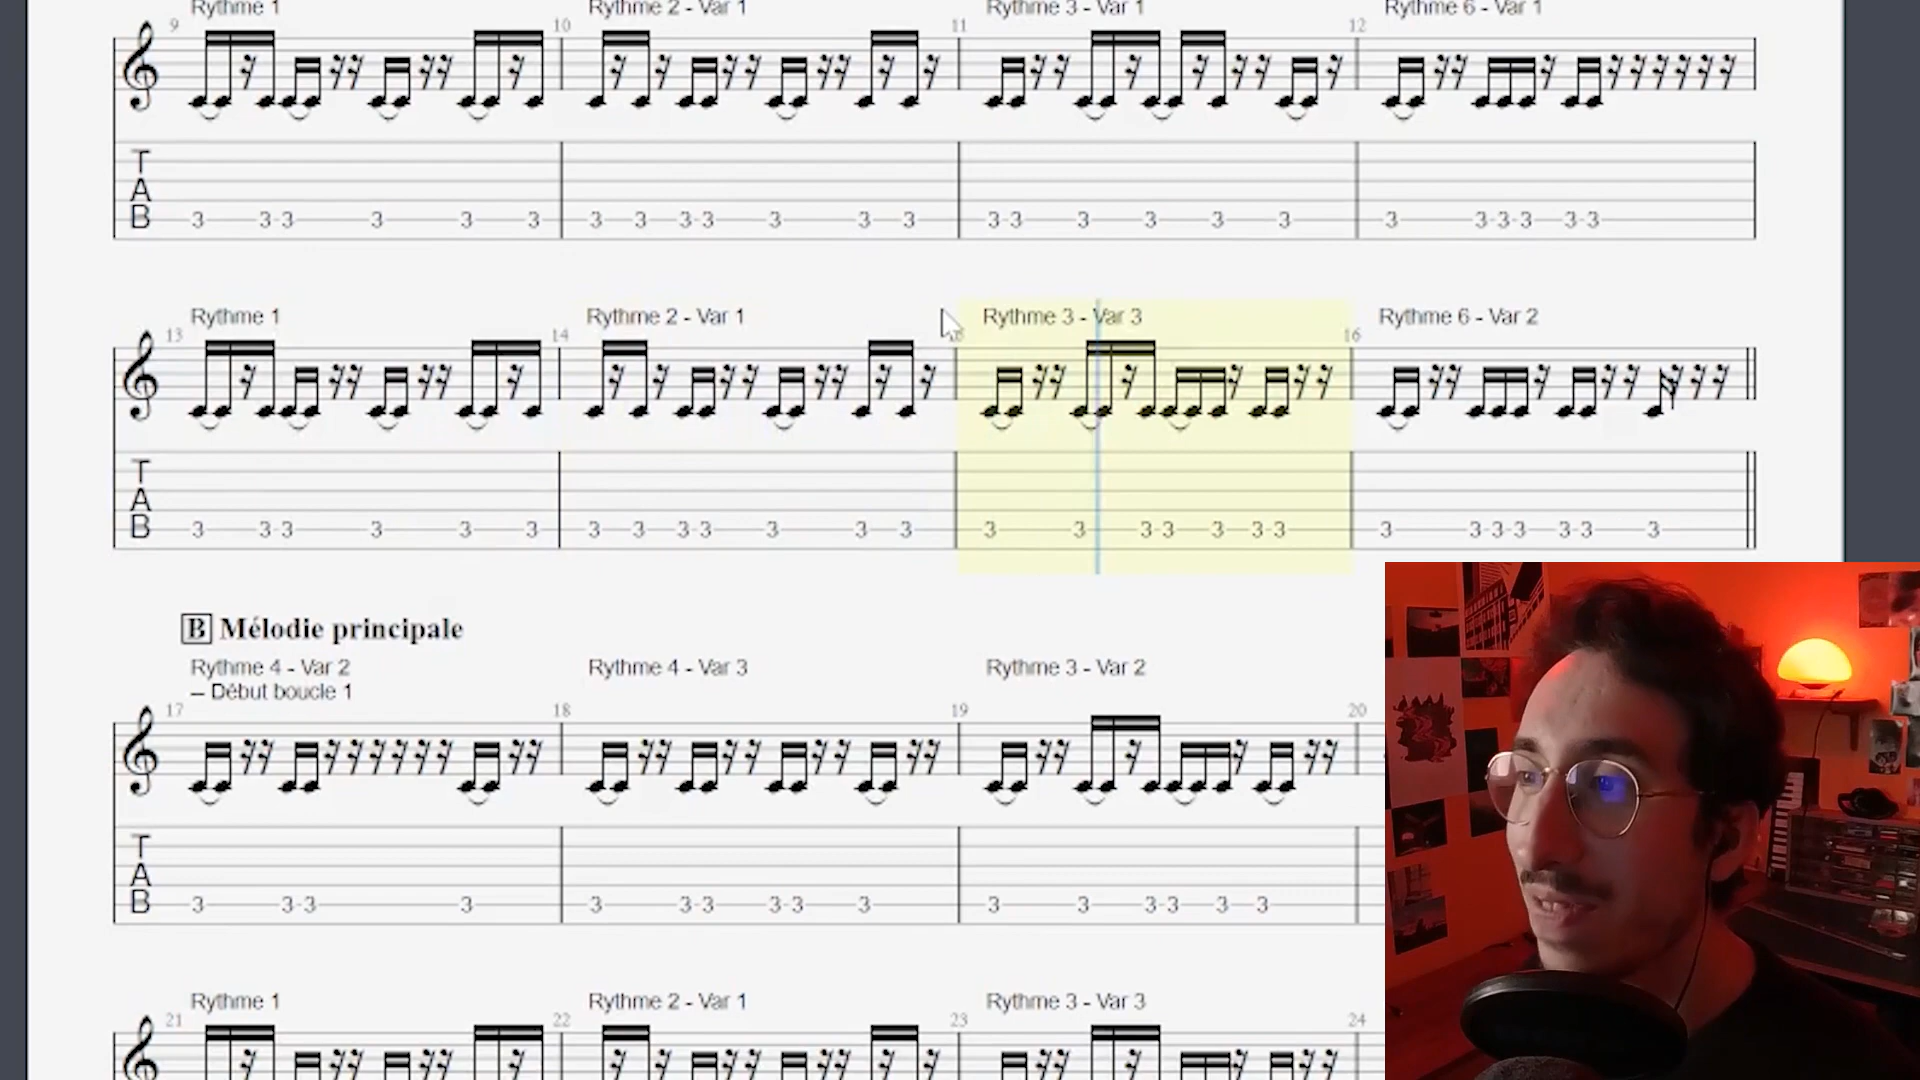 Rythme 1 Rythme 2 - Var 1 Rythme 3 - Var 1 Rythme 6 - Var 1
9 10 11 12
T
A
B 3 3 3 3 3 3 3 3 3 3 3 3 3 3 3 3 3 3 3 3 3 3 3 3 3
Rythme 1 Rythme 2 - Var 1 Rythme 3 - Var 3 Rythme 6 - Var 2
13 14 16
T
A
B 3 3 3 3 3 3 3 3 3 3 3 3 3 3 3 3 3 3 3 3 3 3 3 3 3 3 3
B Mélodie principale
Rythme 4 - Var 2 Rythme 4 - Var 3 Rythme 3 - Var 2
– Début boucle 1
17 18 19 20
T
A
B 3 3 3 3 3 3 3 3 3 3 3 3 3 3 3 3
Rythme 1 Rythme 2 - Var 1 Rythme 3 - Var 3
21 22 23 24